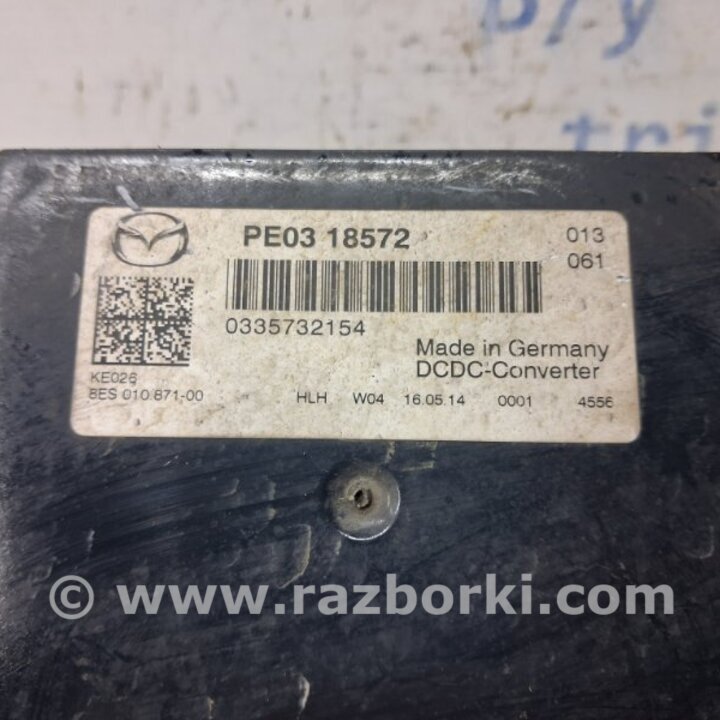 Б/У
tri
PE03 18572
013
061
0335732154
Made in Germany
DCDC-Converter
KE026
8ES 010.871-00 HLH W04 16.05.14 0001 4556
© www.razborki.com